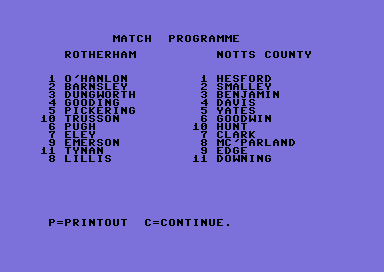 MATCH PROGRAMME
ROTHERHAM NOTTS COUNTY
1 O'HANLON 1 HESFORD
2 BARNSLEY 2 SMALLEY
3 DUNGWORTH 3 BENJAMIN
4 GOODING 4 DAVIS
5 PICKERING 5 YATES
10 TRUSSON 6 GOODWIN
6 PUGH 10 HUNT
7 ELEY 7 CLARK
9 EMERSON 8 MC'PARLAND
11 TYNAN 9 EDGE
8 LILLIS 11 DOWNING
P=PRINTOUT C=CONTINUE.